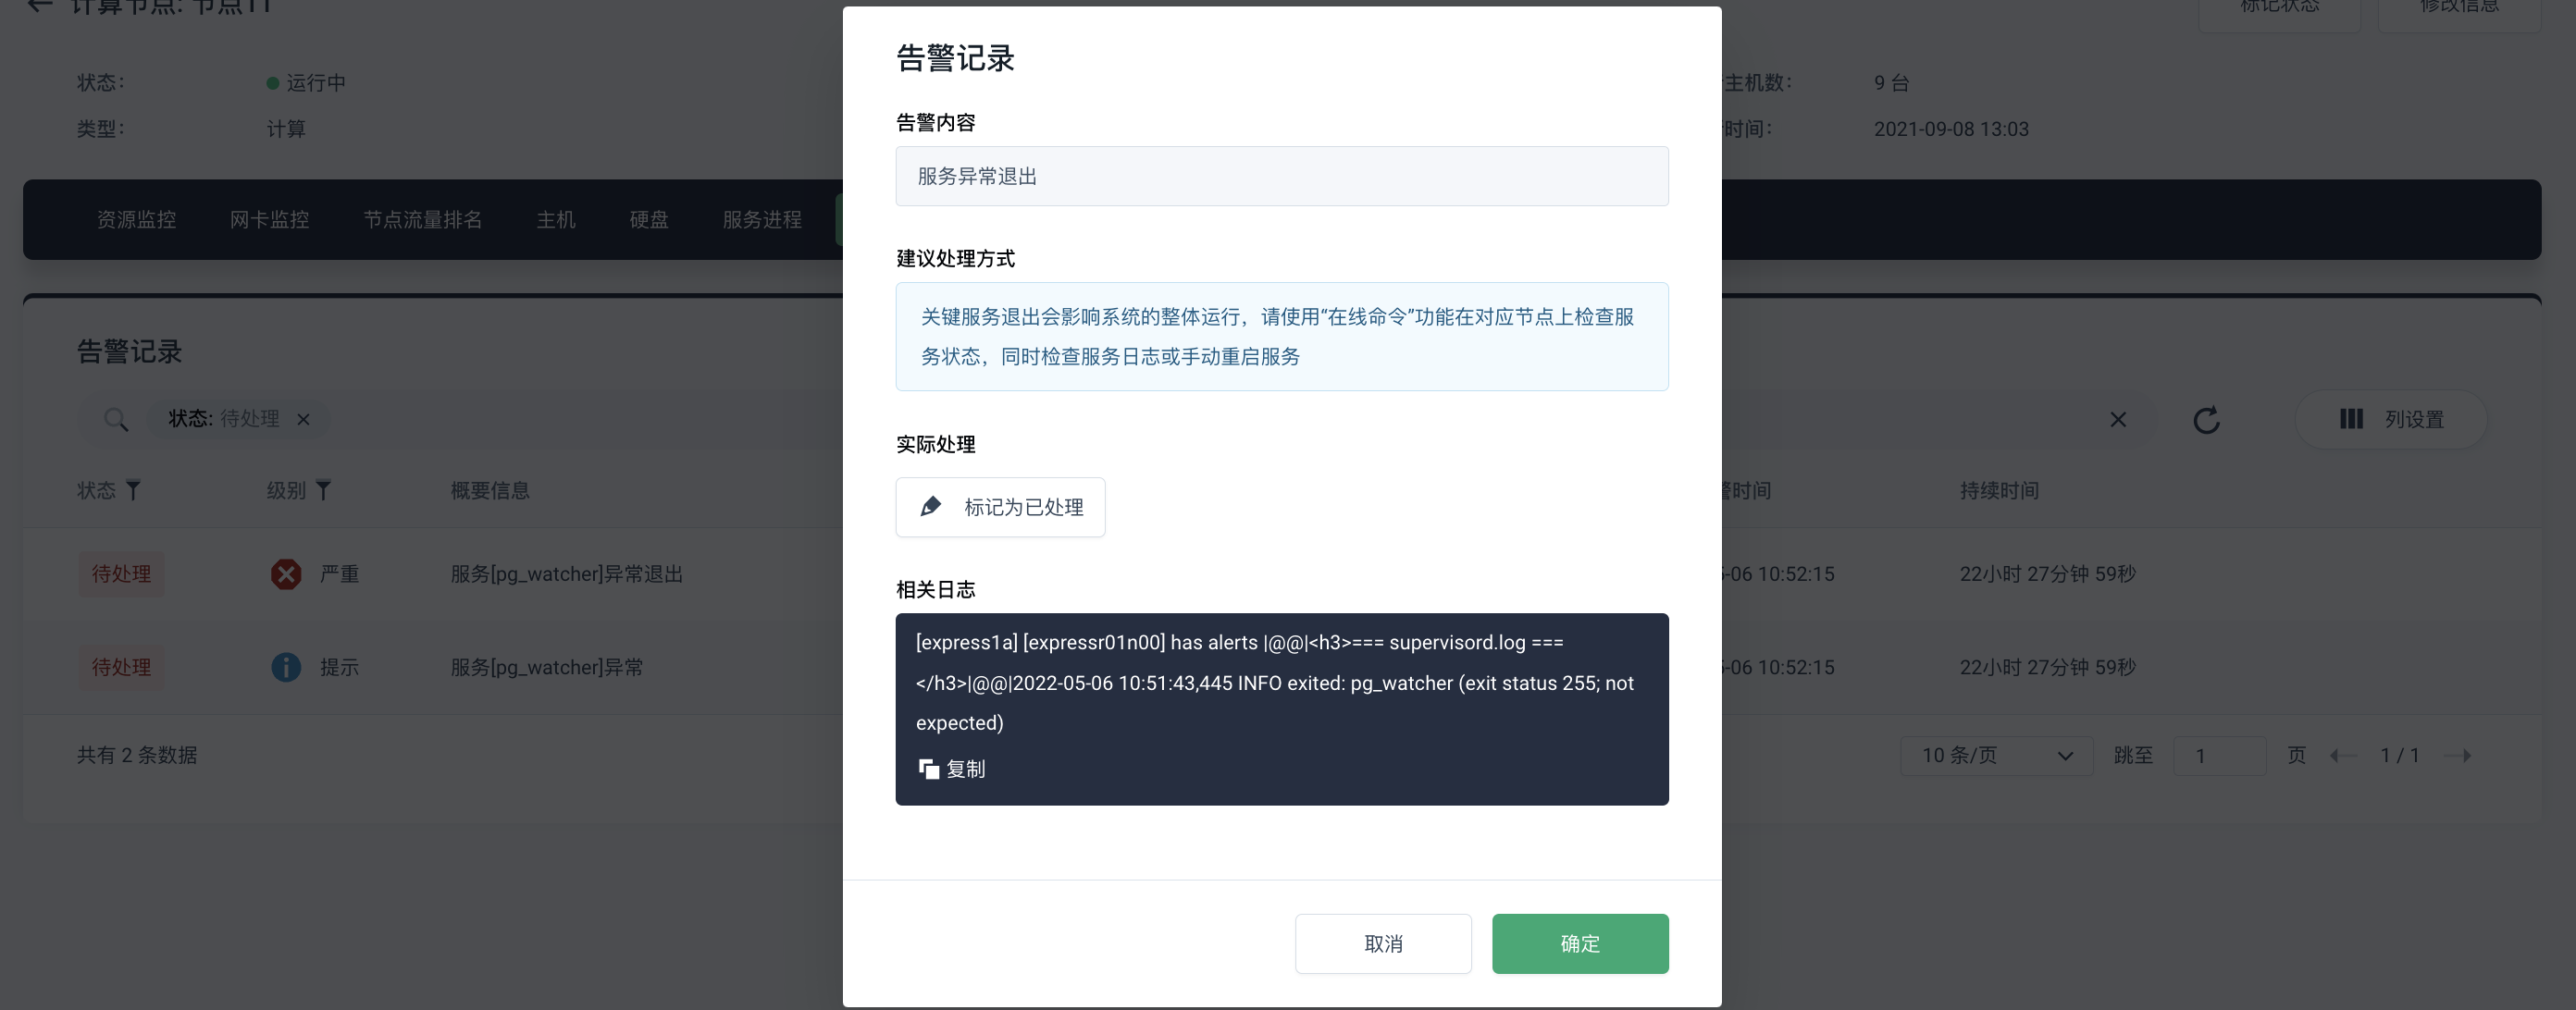 计算节点: 节点11
标记状态
修改信息
状态：
运行中
主机数：
9 台
类型：
计算
时间：
2021-09-08 13:03
资源监控
网卡监控
节点流量排名
主机
硬盘
服务进程
告警记录
状态: 待处理
列设置
状态
级别
概要信息
警时间
持续时间
待处理
严重
服务[pg_watcher]异常退出
-06 10:52:15
22小时 27分钟 59秒
待处理
提示
服务[pg_watcher]异常
-06 10:52:15
22小时 27分钟 59秒
共有 2 条数据
10 条/页
跳至
1
页
1 / 1
告警记录
告警内容
服务异常退出
建议处理方式
关键服务退出会影响系统的整体运行，请使用“在线命令”功能在对应节点上检查服
务状态，同时检查服务日志或手动重启服务
实际处理
标记为已处理
相关日志
[express1a] [expressr01n00] has alerts |@@|<h3>=== supervisord.log ===
</h3>|@@|2022-05-06 10:51:43,445 INFO exited: pg_watcher (exit status 255; not
expected)
复制
取消
确定